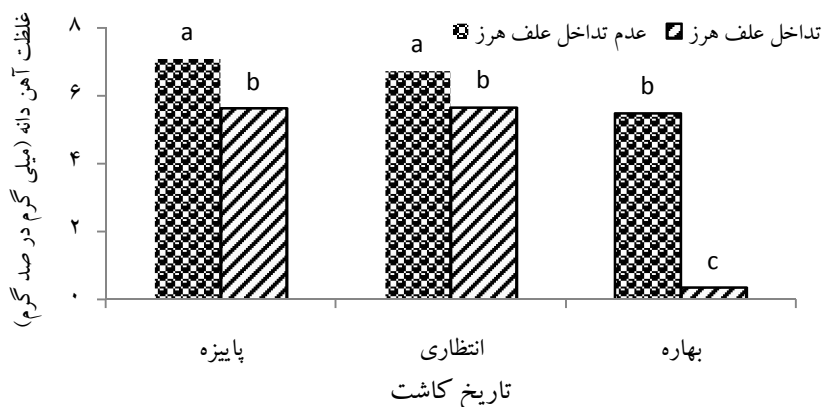 غلظت آهن دانه (میلی گرم در صد گرم)
۸
۶
۴
۲
۰
عدم تداخل علف هرز
تداخل علف هرز
a
b
a
b
b
c
پاییزه
انتظاری
بهاره
تاریخ کاشت